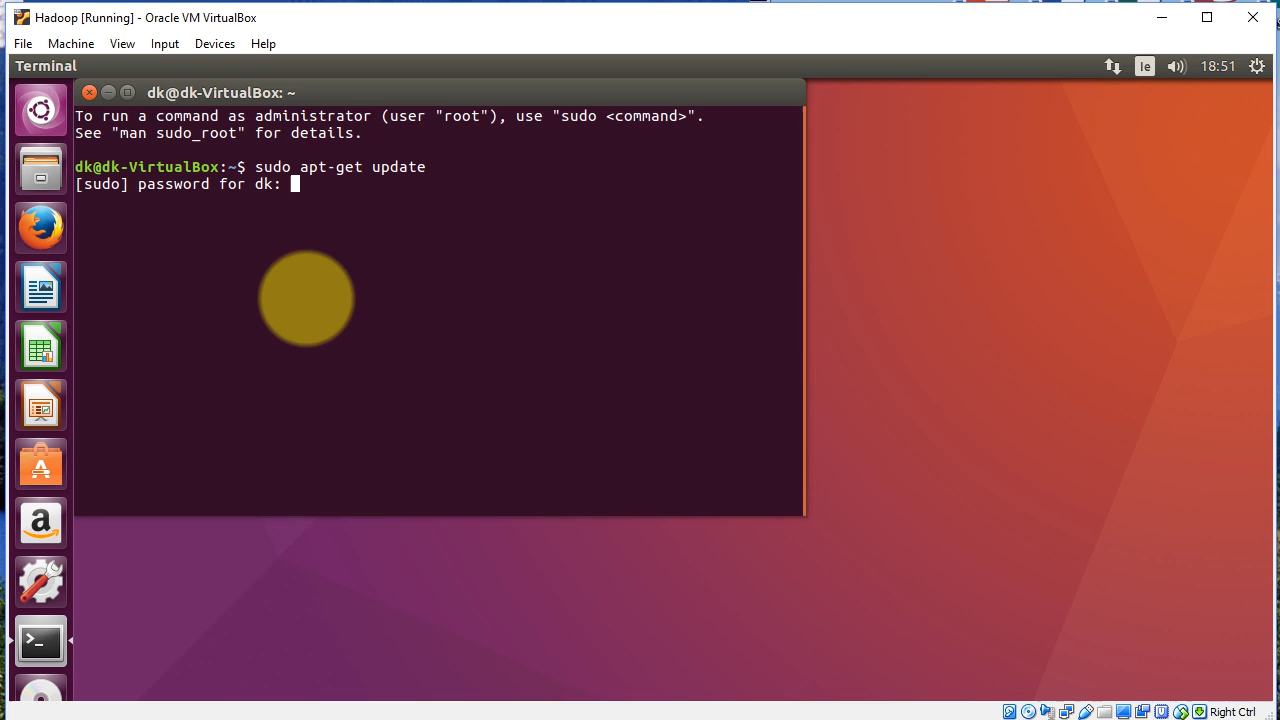 Hadoop [Running] - Oracle VM VirtualBox
File Machine View Input Devices Help
Terminal
Ie
18:51
dk@dk-VirtualBox: ~
To run a command as administrator (user "root"), use "sudo <command>".
See "man sudo_root" for details.
dk@dk-VirtualBox:~$ sudo apt-get update
[sudo] password for dk:
Right Ctrl